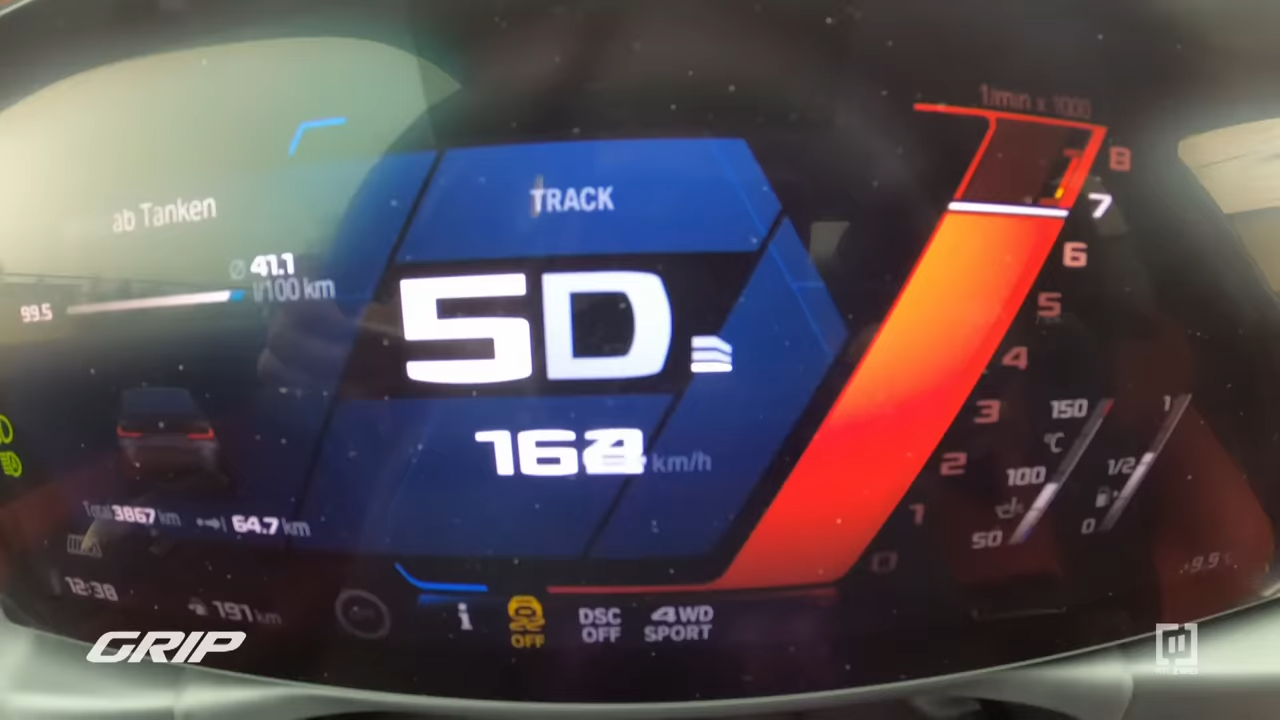 1/min x 1000
8
7
TRACK
ab Tanken
6
Ø 41.1
l/100 km
99.5
5D
5
4
150
°C
3
1
km/h
2
1/2
100
1
0
50
0
Total 3867 km
64.7 km
12:38
191 km
i
OFF
DSC
OFF
4WD
SPORT
GRIP